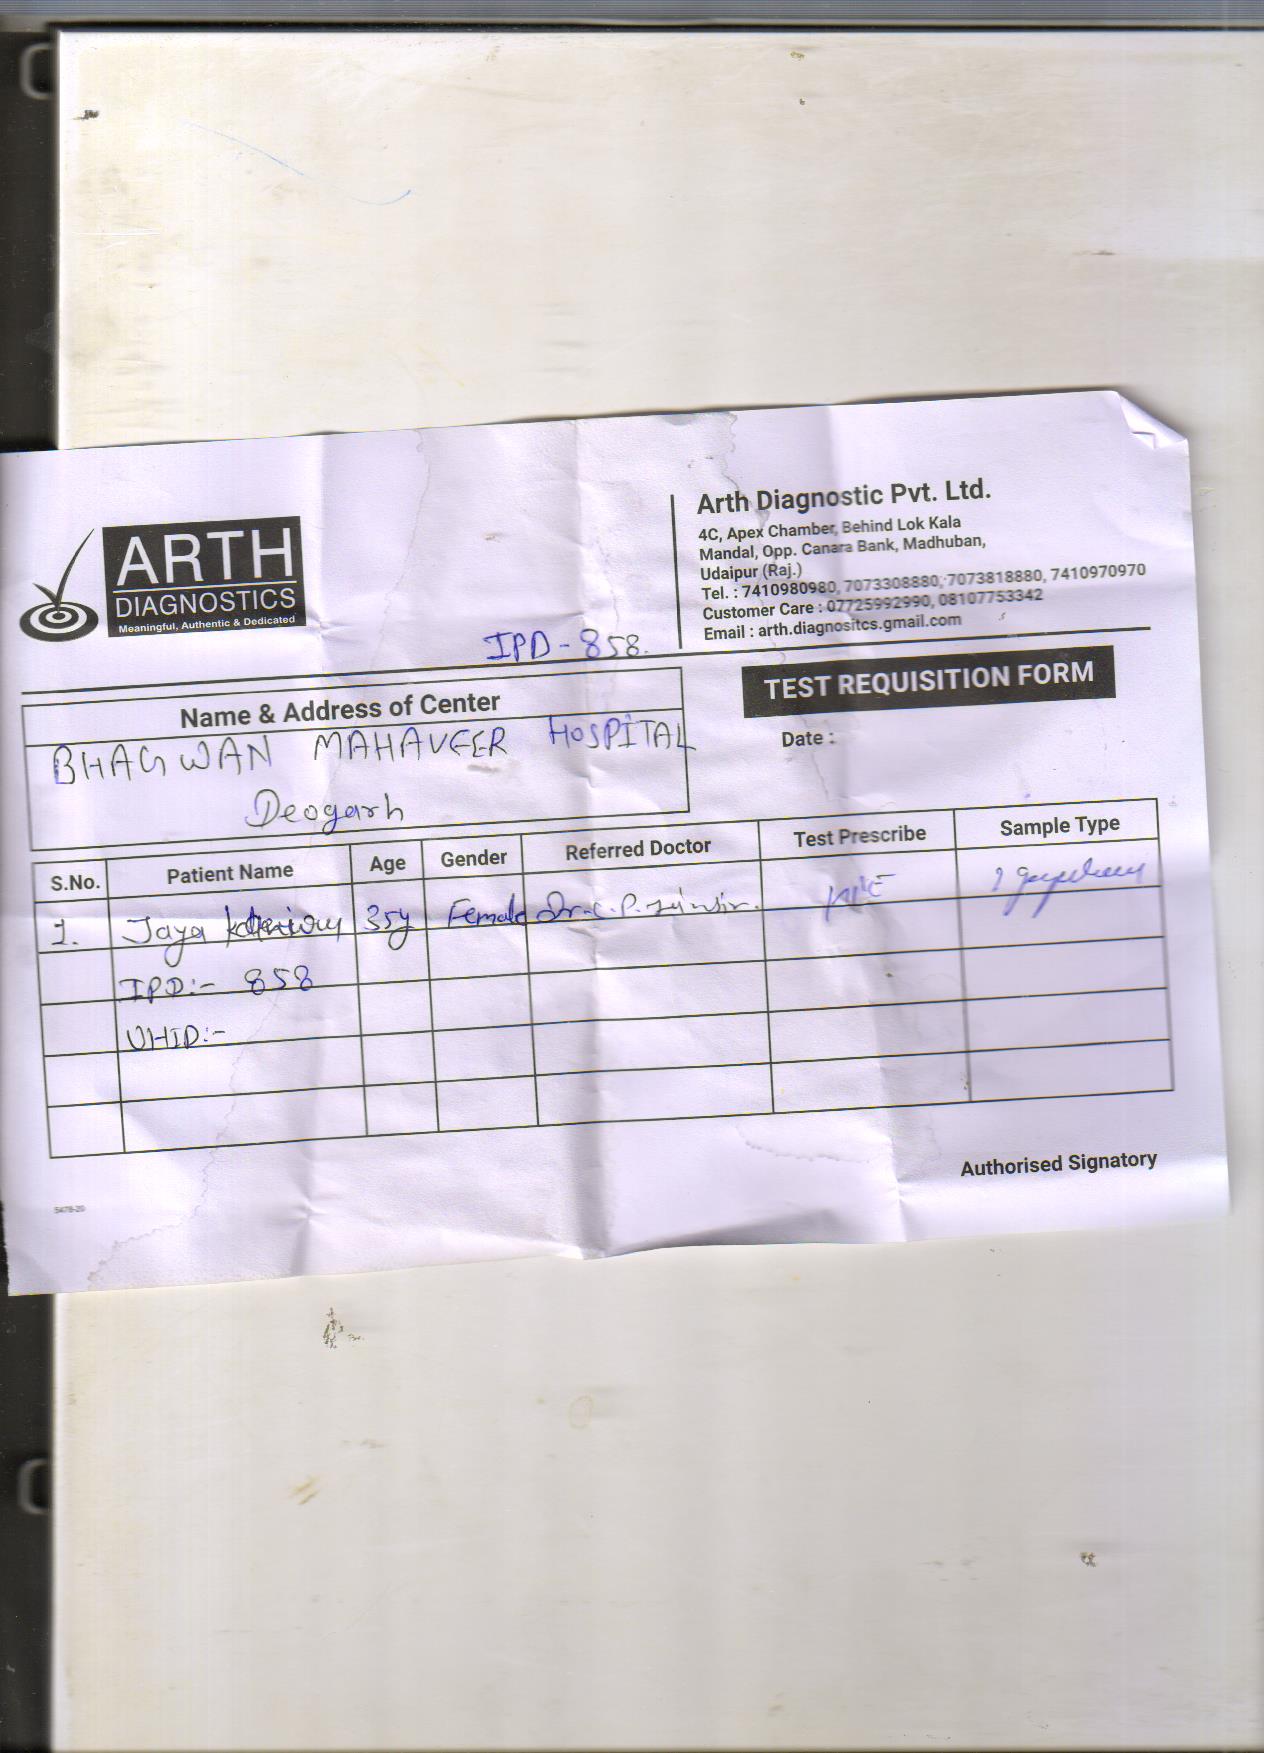 ARTH
DIAGNOSTICS
Meaningful, Authentic & Dedicated
Arth Diagnostic Pvt. Ltd.
4C, Apex Chamber, Behind Lok Kala
Mandal, Opp. Canara Bank, Madhuban,
Udaipur (Raj.)
Tel. : 7410980980, 7073308880, 7073818880, 7410970970
Customer Care : 07725992990, 08107753342
Email : arth.diagnositcs.gmail.com
IPD - 858.
Name & Address of Center
BHAGWAN MAHAVEER HOSPITAL
Deogarh
TEST REQUISITION FORM
Date :
S.No. Patient Name Age Gender Referred Doctor Test Prescribe Sample Type
1. Jaya 35y Female Dr. C. P.
IPD:- 858
UHID:-
Authorised Signatory
5478-20